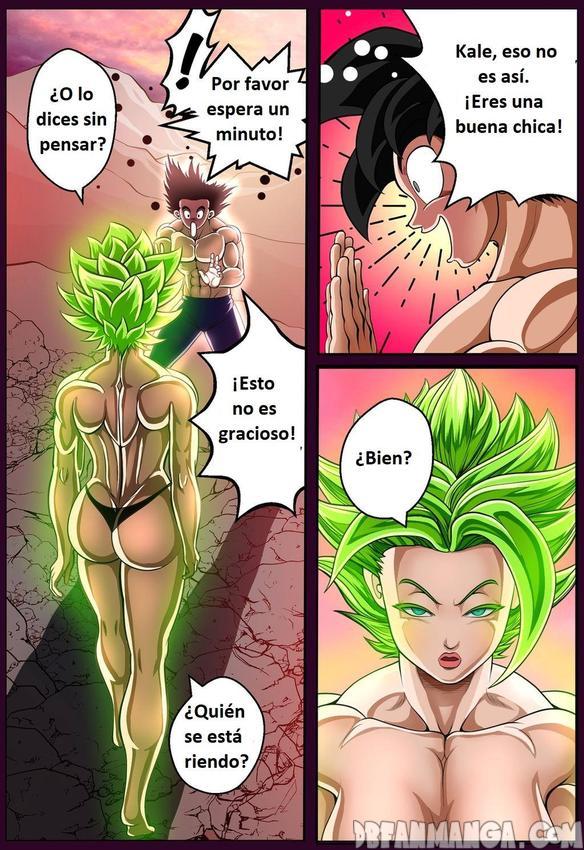 ¿O lo
dices sin
pensar?
!
Por favor
espera un
minuto!
¡Esto
no es
gracioso!
¿Quién
se está
riendo?
Kale, eso no
es así.
¡Eres una
buena chica!
¿Bien?
DBFANMANGA.COM